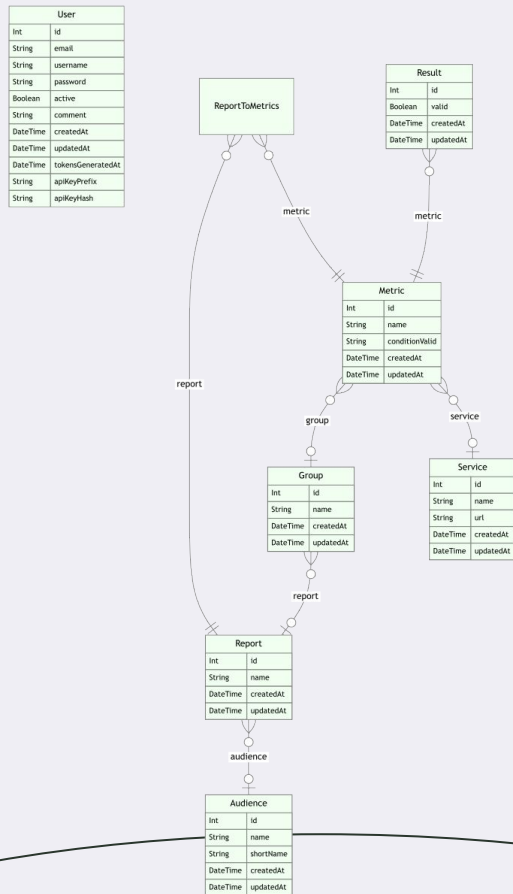 User
Int id
String email
String username
String password
Boolean active
String comment
DateTime createdAt
DateTime updatedAt
DateTime tokensGeneratedAt
String apiKeyPrefix
String apiKeyHash
ReportToMetrics
Result
Int id
Boolean valid
DateTime createdAt
DateTime updatedAt
metric
metric
Metric
Int id
String name
String conditionValid
DateTime createdAt
DateTime updatedAt
report
group
service
Group
Int id
String name
DateTime createdAt
DateTime updatedAt
Service
Int id
String name
String url
DateTime createdAt
DateTime updatedAt
report
Report
Int id
String name
DateTime createdAt
DateTime updatedAt
audience
Audience
Int id
String name
String shortName
DateTime createdAt
DateTime updatedAt